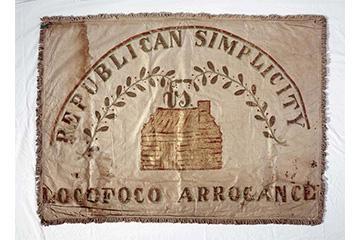 REPUBLICAN SIMPLICITY
LOCOFOCO ARROGANCE